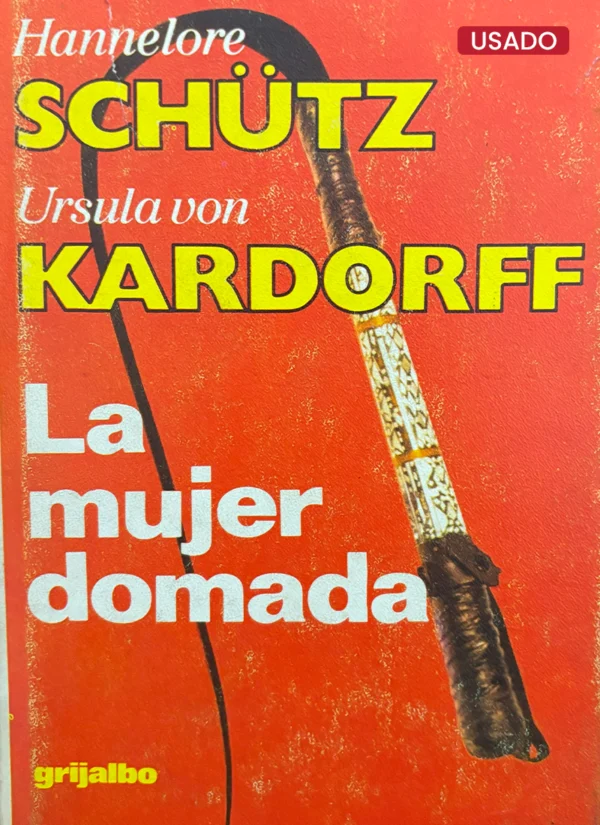 Hannelore
USADO
SCHÜTZ
Ursula von
KARDORFF
La
mujer
domada
grijalbo